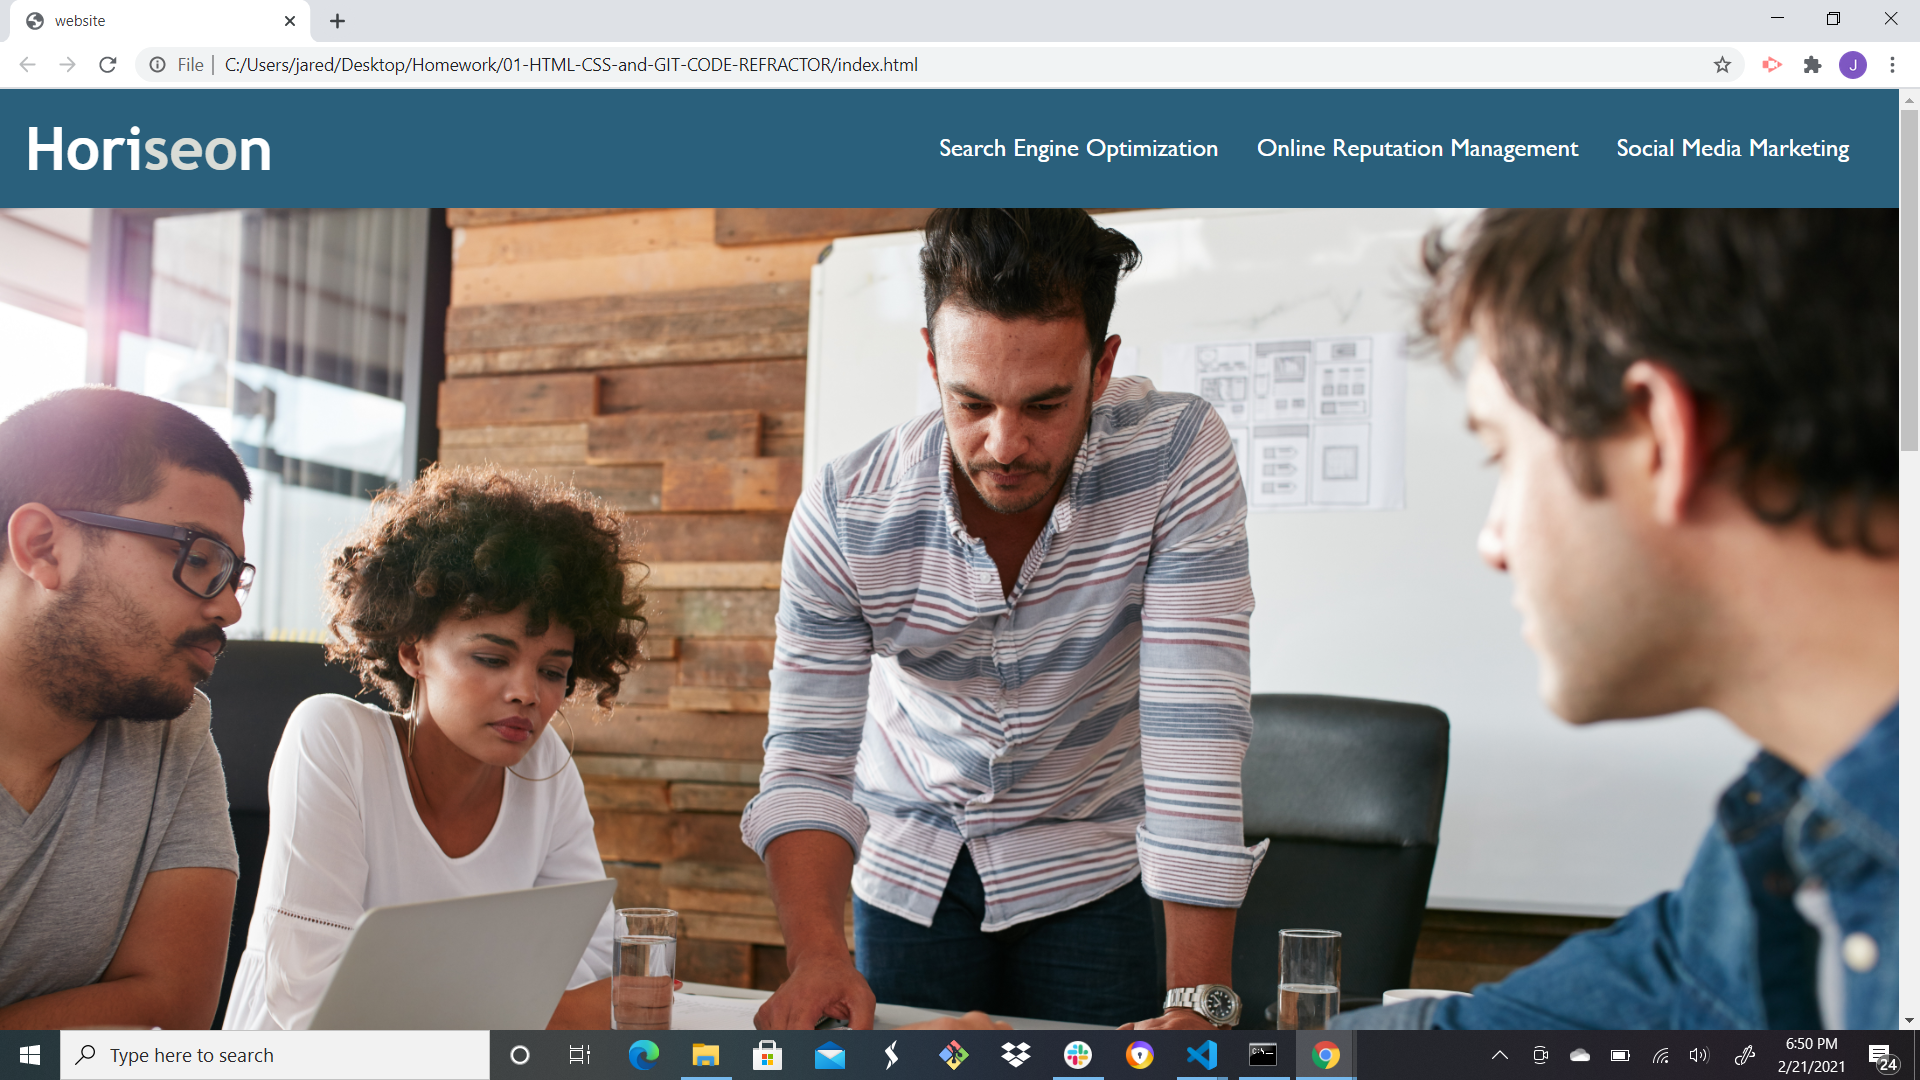 website
File | C:/Users/jared/Desktop/Homework/01-HTML-CSS-and-GIT-CODE-REFRACTOR/index.html
J
Horiseon
Search Engine Optimization Online Reputation Management Social Media Marketing
Type here to search
C:\_
6:50 PM
2/21/2021
24